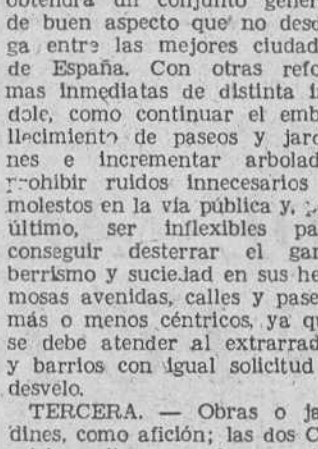 obtendrá un conjunto gener
de buen aspecto que no desd
ga entre las mejores ciudad
de España. Con otras refo
mas inmediatas de distinta i
dole, como continuar el emb
llecimiento de paseos y jard
nes e incrementar arbolad
prohibir ruidos innecesarios
molestos en la vía pública y,
último, ser inflexibles pa
conseguir desterrar el gam
berrismo y suciedad en sus he
mosas avenidas, calles y pase
más o menos céntricos, ya qu
se debe atender al extrarrad
y barrios con igual solicitud
desvelo.
TERCERA. — Obras o ja
dines, como afición; las dos C